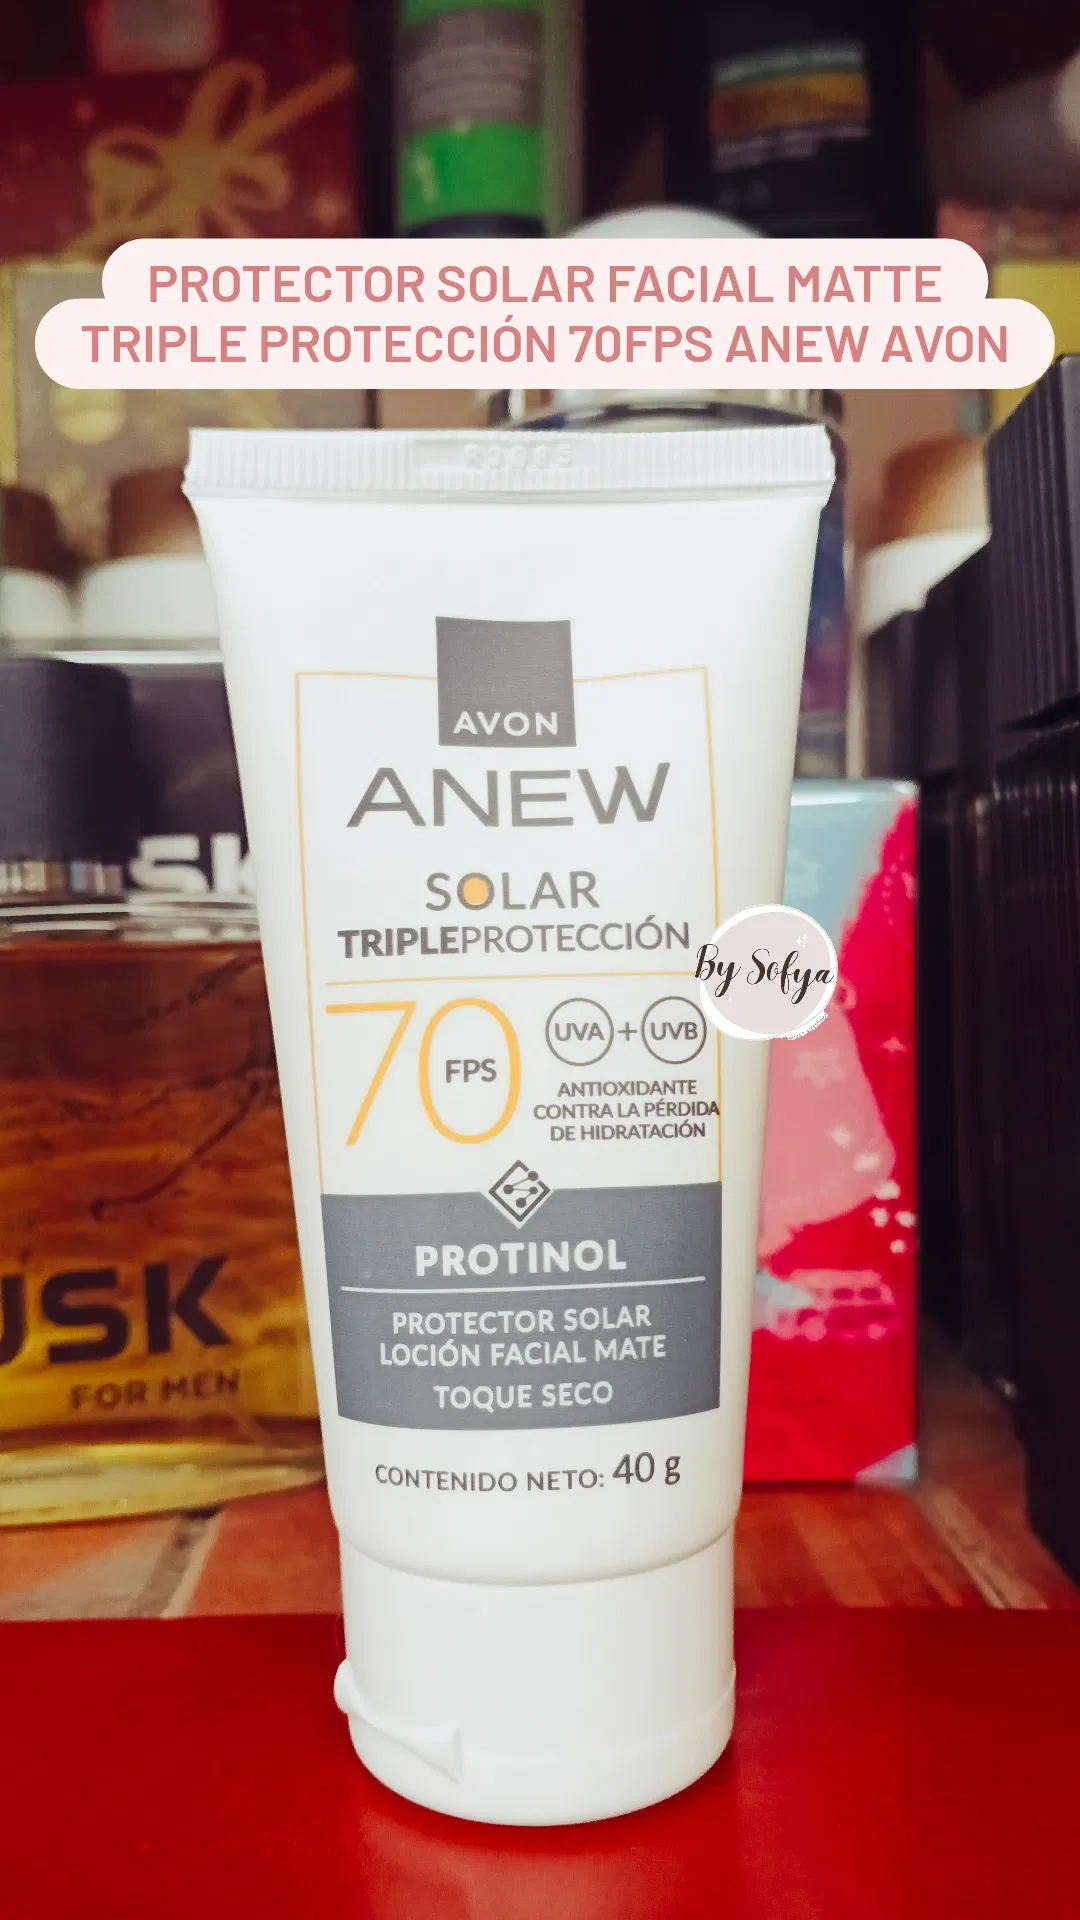 PROTECTOR SOLAR FACIAL MATTE
TRIPLE PROTECCIÓN 70FPS ANEW AVON
AVON
ANEW
SOLAR
TRIPLEPROTECCIÓN
70
FPS
UVA + UVB
ANTIOXIDANTE
CONTRA LA PÉRDIDA
DE HIDRATACIÓN
By Sofya
PROTINOL
PROTECTOR SOLAR
LOCIÓN FACIAL MATE
TOQUE SECO
CONTENIDO NETO: 40 g
USK
FOR MEN